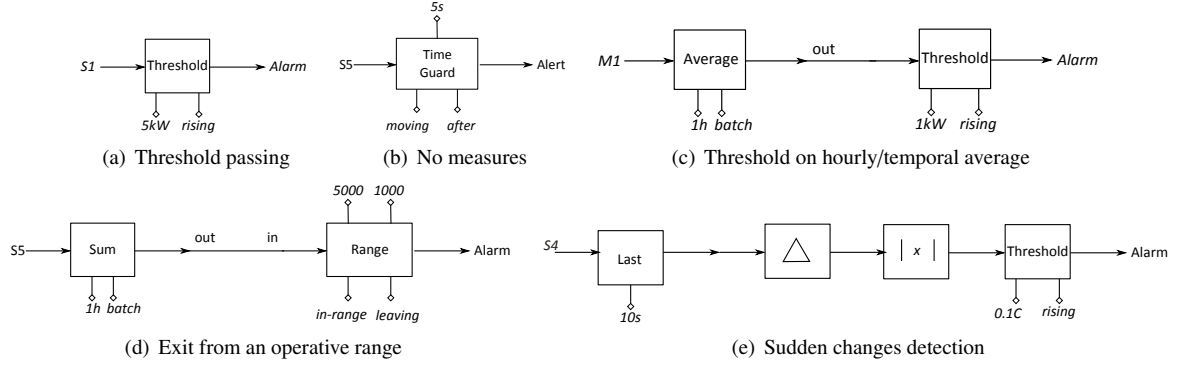 S1
Threshold
Alarm
5kW rising
(a) Threshold passing
5s
S5
Time
Guard
Alert
moving after
(b) No measures
M1
Average
out
Threshold
Alarm
1h batch
1kW rising
(c) Threshold on hourly/temporal average
S5
Sum
out
in
5000 1000
Range
Alarm
1h batch
in-range leaving
(d) Exit from an operative range
S4
Last
10s
△
| x |
Threshold
Alarm
0.1C rising
(e) Sudden changes detection